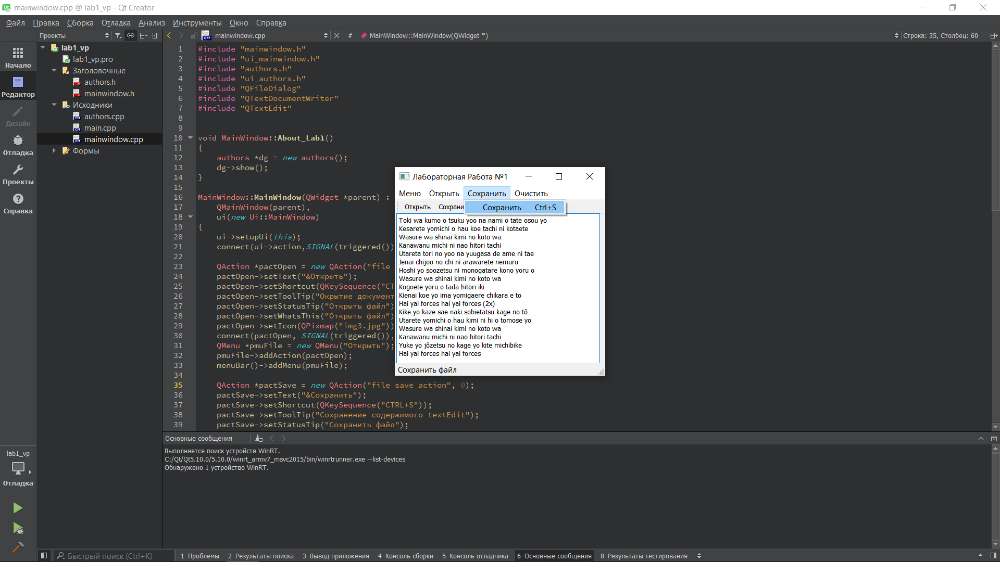 mainwindow.cpp @ lab1_vp - Qt Creator
Файл Правка Сборка Отладка Анализ Инструменты Окно Справка
Проекты
mainwindow.cpp
# MainWindow::MainWindow(QWidget *)
Строка: 35, Столбец: 60
Начало
Редактор
Дизайн
Отладка
Проекты
Справка
lab1_vp
lab1_vp.pro
Заголовочные
authors.h
mainwindow.h
Исходники
authors.cpp
main.cpp
mainwindow.cpp
Формы
1 #include "mainwindow.h"
2 #include "ui_mainwindow.h"
3 #include "authors.h"
4 #include "ui_authors.h"
5 #include "QFileDialog"
6 #include "QTextDocumentWriter"
7 #include "QTextEdit"
8
9
10 void MainWindow::About_Lab1()
11 {
12 authors *dg = new authors();
13 dg->show();
14 }
15
16 MainWindow::MainWindow(QWidget *parent) :
17 QMainWindow(parent),
18 ui(new Ui::MainWindow)
19 {
20 ui->setupUi(this);
21 connect(ui->action,SIGNAL(triggered())
22
23 QAction *pactOpen = new QAction("file
24 pactOpen->setText("&Открыть");
25 pactOpen->setShortcut(QKeySequence("CT
26 pactOpen->setToolTip("Окрытие документ
27 pactOpen->setStatusTip("Открыть файл")
28 pactOpen->setWhatsThis("Открыть файл")
29 pactOpen->setIcon(QPixmap("img3.jpg"))
30 connect(pactOpen, SIGNAL(triggered()),
31 QMenu *pmuFile = new QMenu("Открыть");
32 pmuFile->addAction(pactOpen);
33 menuBar()->addMenu(pmuFile);
34
35 QAction *pactSave = new QAction("file save action", 0);
36 pactSave->setText("&Сохранить");
37 pactSave->setShortcut(QKeySequence("CTRL+S"));
38 pactSave->setToolTip("Сохранение содержимого textEdit");
39 pactSave->setStatusTip("Сохранить файл");
Лабораторная Работа №1
Меню Открыть Сохранить Очистить
Открыть Сохрани
Сохранить Ctrl+S
Toki wa kumo o tsuku yoo na nami o tate osou yo
Kesarete yomichi o hau koe tachi ni kotaete
Wasure wa shinai kimi no koto wa
Kanawanu michi ni nao hitori tachi
Utareta tori no yoo na yuugasa de ame ni tae
Ienai chijoo no chi ni arawarete nemuru
Hoshi yo soozetsu ni monogatare kono yoru o
Wasure wa shinai kimi no koto wa
Kogoete yoru o tada hitori iki
Kienai koe yo ima yomigaere chikara e to
Hai yai forces hai yai forces (2x)
Kike yo kaze sae naki sobietatsu kage no tô
Utarete yomichi o hau kimi ni hi o tomose yo
Wasure wa shinai kimi no koto wa
Kanawanu michi ni nao hitori tachi
Yuke yo jôzetsu no kage yo kite michibike
Hai yai forces hai yai forces
Сохранить файл
Основные сообщения
Выполняется поиск устройств WinRT.
C:/Qt/Qt5.10.0/5.10.0/winrt_armv7_msvc2015/bin/winrtrunner.exe --list-devices
Обнаружено 1 устройство WinRT.
lab1_vp
Отладка
Быстрый поиск (Ctrl+K)
1 Проблемы 2 Результаты поиска 3 Вывод приложения 4 Консоль сборки 5 Консоль отладчика 6 Основные сообщения 8 Результаты тестирования